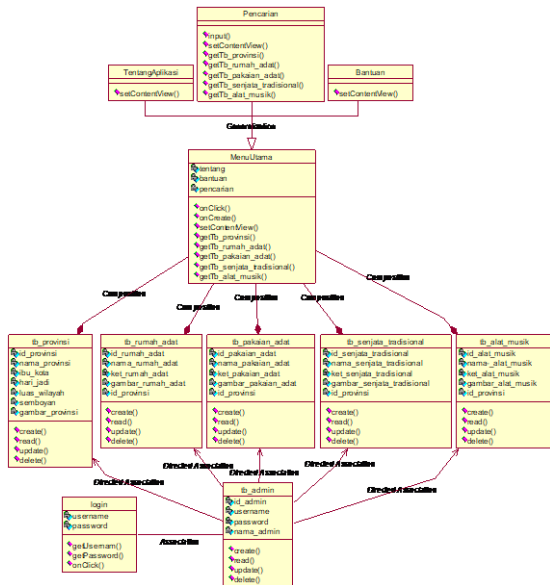 Pencarian
input()
setContentView()
getTb_provinsi()
getTb_rumah_adat()
getTb_pakaian_adat()
getTb_senjata_tradisional()
getTb_alat_musik()
TentangAplikasi
setContentView()
Bantuan
setContentView()
Generalization
MenuUtama
tentang
bantuan
pencarian
onClick()
onCreate()
setContentView()
getTb_provinsi()
getTb_rumah_adat()
getTb_pakaian_adat()
getTb_senjata_tradisional()
getTb_alat_musik()
Composition
Composition
Composition
Composition
Composition
tb_provinsi
id_provinsi
nama_provinsi
ibu_kota
hari_jadi
luas_wilayah
semboyan
gambar_provinsi
create()
read()
update()
delete()
tb_rumah_adat
id_rumah_adat
nama_rumah_adat
ket_rumah_adat
gambar_rumah_adat
id_provinsi
create()
read()
update()
delete()
tb_pakaian_adat
id_pakaian_adat
nama_pakaian_adat
ket_pakaian_adat
gambar_pakaian_adat
id_provinsi
create()
read()
update()
delete()
tb_senjata_tradisional
id_senjata_tradisional
nama_senjata_tradisional
ket_senjata_tradisional
gambar_senjata_tradisional
id_provinsi
create()
read()
update()
delete()
tb_alat_musik
id_alat_musik
nama-_alat_musik
ket_alat_musik
gambar_alat_musik
id_provinsi
create()
read()
update()
delete()
Directed Association
Directed Association
Directed Association
Directed Association
Directed Association
login
username
password
getUsernam()
getPassword()
onClick()
Association
tb_admin
id_admin
username
password
nama_admin
create()
read()
update()
delete()